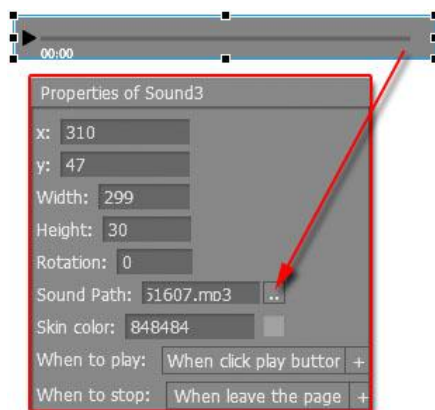 00:00
Properties of Sound3
x: 310
y: 47
Width: 299
Height: 30
Rotation: 0
Sound Path: 51607.mp3 ..
Skin color: 848484
When to play: When click play buttor +
When to stop: When leave the page +